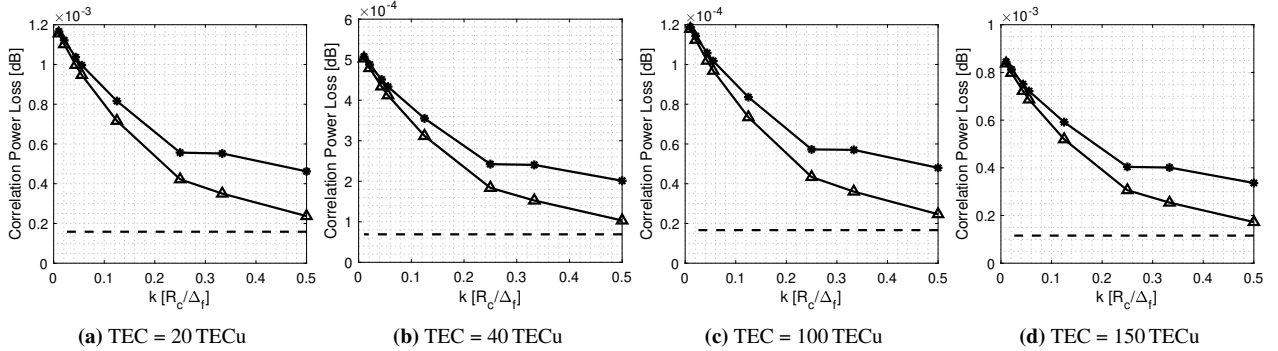 ×10⁻³
1.2
1
0.8
0.6
0.4
0.2
0
0 0.1 0.2 0.3 0.4 0.5
Correlation Power Loss [dB]
k [R_c/Δ_f]
(a) TEC = 20 TECu
×10⁻⁴
6
5
4
3
2
1
0
0 0.1 0.2 0.3 0.4 0.5
Correlation Power Loss [dB]
k [R_c/Δ_f]
(b) TEC = 40 TECu
×10⁻⁴
1.2
1
0.8
0.6
0.4
0.2
0
0 0.1 0.2 0.3 0.4 0.5
Correlation Power Loss [dB]
k [R_c/Δ_f]
(c) TEC = 100 TECu
×10⁻³
1
0.8
0.6
0.4
0.2
0
0 0.1 0.2 0.3 0.4 0.5
Correlation Power Loss [dB]
k [R_c/Δ_f]
(d) TEC = 150 TECu